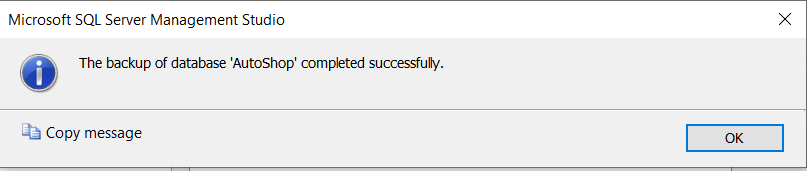 Microsoft SQL Server Management Studio
The backup of database 'AutoShop' completed successfully.
Copy message
OK